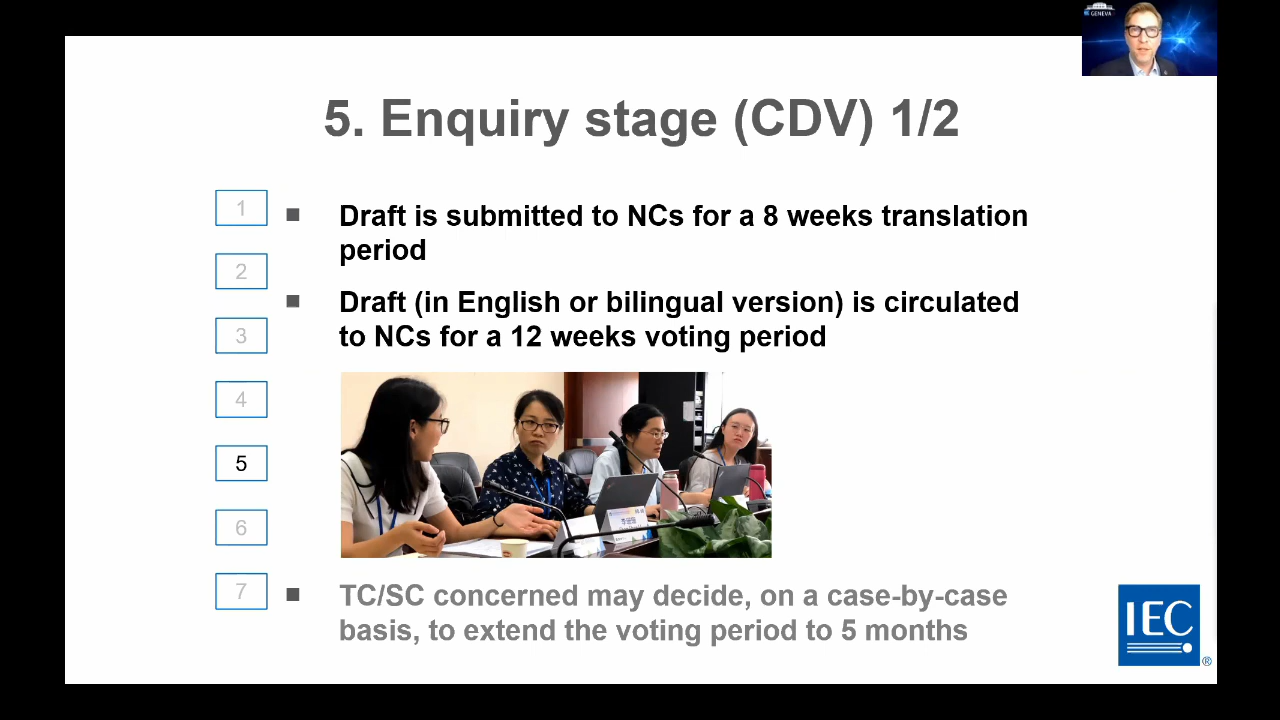 GENEVA
5. Enquiry stage (CDV) 1/2
1
2
3
4
5
6
7
Draft is submitted to NCs for a 8 weeks translation
period
Draft (in English or bilingual version) is circulated
to NCs for a 12 weeks voting period
TC/SC concerned may decide, on a case-by-case
basis, to extend the voting period to 5 months
IEC
®